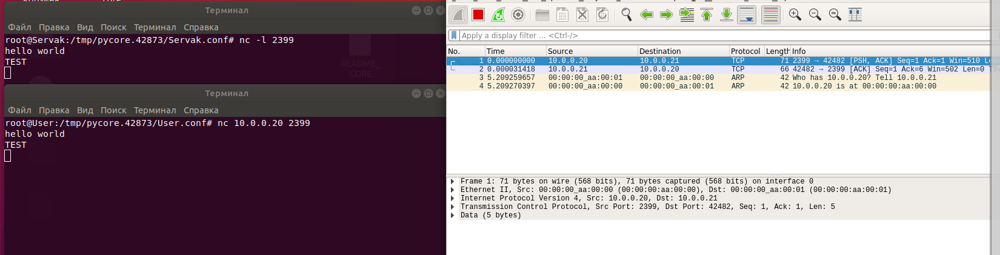 Терминал
Файл Правка Вид Поиск Терминал Справка
root@Servak:/tmp/pycore.42873/Servak.conf# nc -l 2399
hello world
TEST
README_
CORE
Терминал
Файл Правка Вид Поиск Терминал Справка
root@User:/tmp/pycore.42873/User.conf# nc 10.0.0.20 2399
hello world
TEST
Apply a display filter … <Ctrl-/>
No. Time Source Destination Protocol Length Info
1 0.000000000 10.0.0.20 10.0.0.21 TCP 71 2399 → 42482 [PSH, ACK] Seq=1 Ack=1 Win=510 Len=
2 0.000031418 10.0.0.21 10.0.0.20 TCP 66 42482 → 2399 [ACK] Seq=1 Ack=6 Win=502 Len=0 TSv
3 5.209259657 00:00:00_aa:00:01 00:00:00_aa:00:00 ARP 42 Who has 10.0.0.20? Tell 10.0.0.21
4 5.209270397 00:00:00_aa:00:00 00:00:00_aa:00:01 ARP 42 10.0.0.20 is at 00:00:00:aa:00:00
Frame 1: 71 bytes on wire (568 bits), 71 bytes captured (568 bits) on interface 0
Ethernet II, Src: 00:00:00_aa:00:00 (00:00:00:aa:00:00), Dst: 00:00:00_aa:00:01 (00:00:00:aa:00:01)
Internet Protocol Version 4, Src: 10.0.0.20, Dst: 10.0.0.21
Transmission Control Protocol, Src Port: 2399, Dst Port: 42482, Seq: 1, Ack: 1, Len: 5
Data (5 bytes)